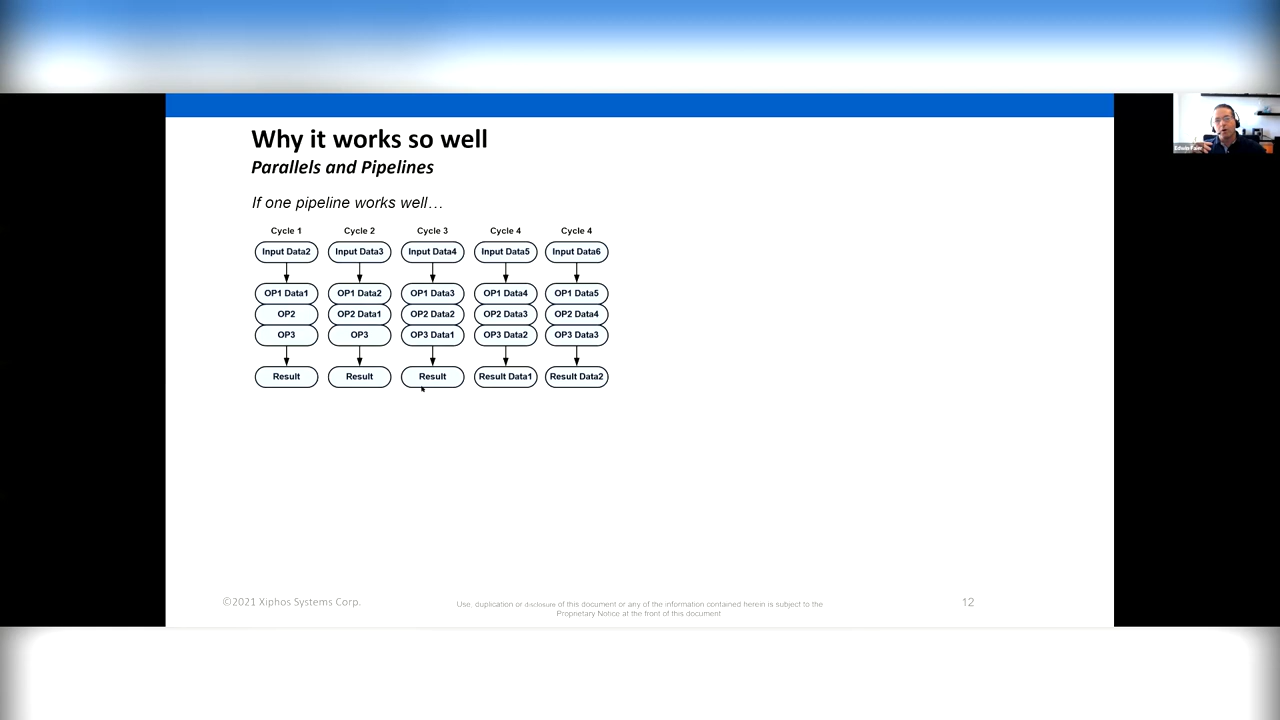 Why it works so well
Parallels and Pipelines
If one pipeline works well…
Cycle 1 Cycle 2 Cycle 3 Cycle 4 Cycle 4
Input Data2 Input Data3 Input Data4 Input Data5 Input Data6
OP1 Data1 OP1 Data2 OP1 Data3 OP1 Data4 OP1 Data5
OP2 OP2 Data1 OP2 Data2 OP2 Data3 OP2 Data4
OP3 OP3 OP3 Data1 OP3 Data2 OP3 Data3
Result Result Result Result Data1 Result Data2
©2021 Xiphos Systems Corp.
Use, duplication or disclosure of this document or any of the information contained herein is subject to the
Proprietary Notice at the front of this document
12
Edwin